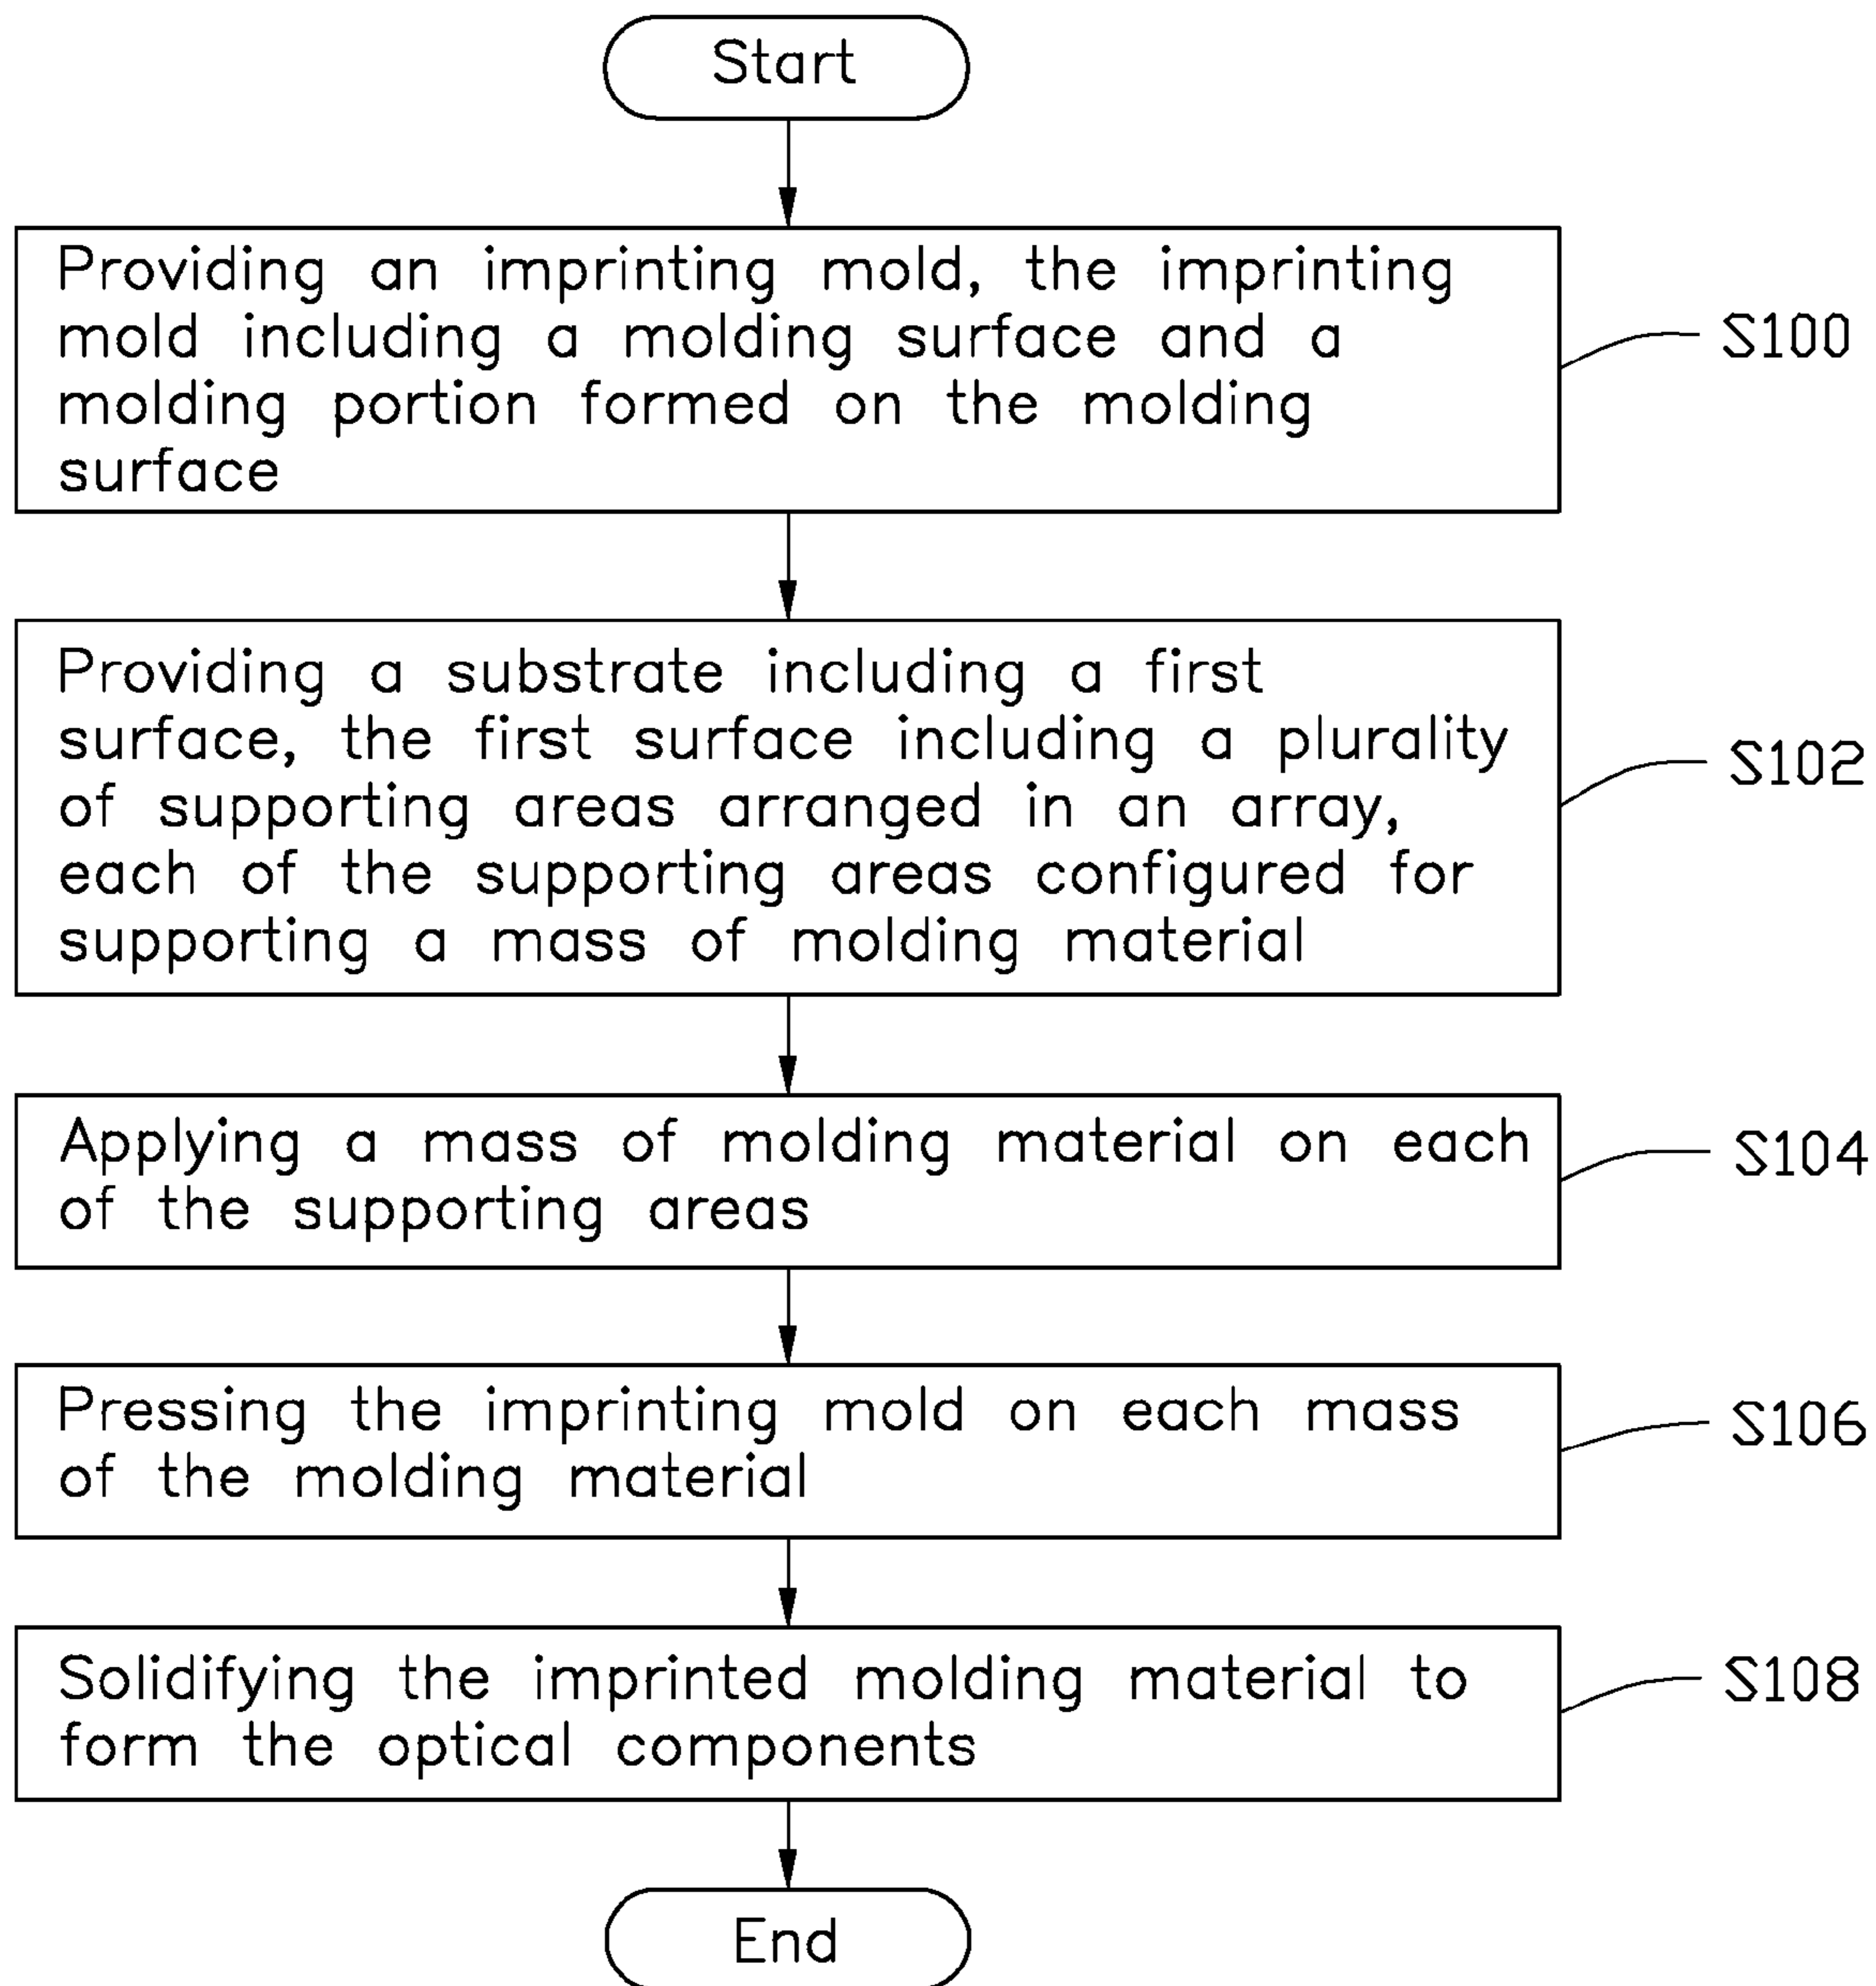 Start
Providing an imprinting mold, the imprinting
mold including a molding surface and a
molding portion formed on the molding
surface
S100
Providing a substrate including a first
surface, the first surface including a plurality
of supporting areas arranged in an array,
each of the supporting areas configured for
supporting a mass of molding material
S102
Applying a mass of molding material on each
of the supporting areas
S104
Pressing the imprinting mold on each mass
of the molding material
S106
Solidifying the imprinted molding material to
form the optical components
S108
End